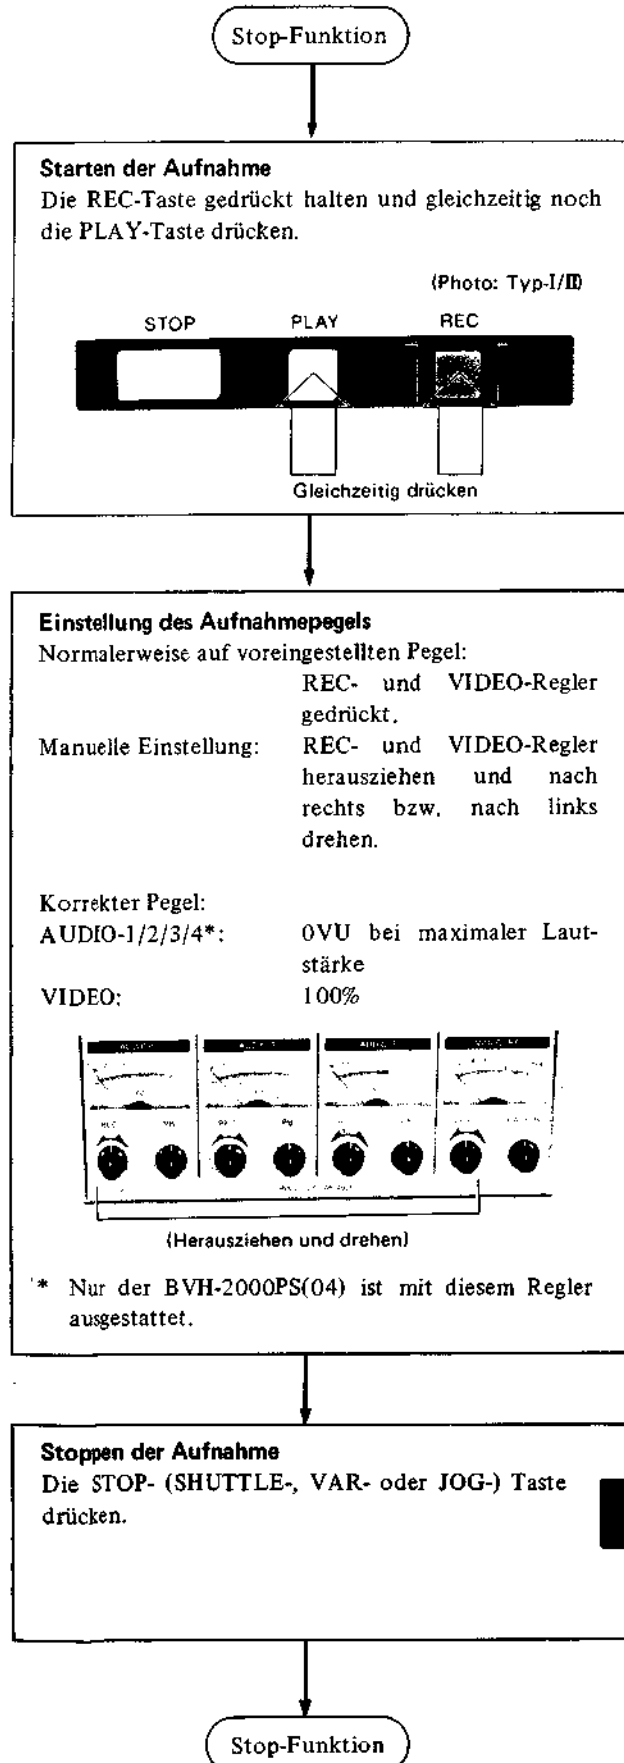 Stop-Funktion
Starten der Aufnahme
Die REC-Taste gedrückt halten und gleichzeitig noch
die PLAY-Taste drücken.
(Photo: Typ-I/II)
STOP PLAY REC
Gleichzeitig drücken
Einstellung des Aufnahmepegels
Normalerweise auf voreingestellten Pegel:
REC- und VIDEO-Regler
gedrückt.
Manuelle Einstellung: REC- und VIDEO-Regler
herausziehen und nach
rechts bzw. nach links
drehen.
Korrekter Pegel:
AUDIO-1/2/3/4*: 0VU bei maximaler Laut-
stärke
VIDEO: 100%
REC PB REC PB
(Herausziehen und drehen)
* Nur der BVH-2000PS(04) ist mit diesem Regler
ausgestattet.
Stoppen der Aufnahme
Die STOP- (SHUTTLE-, VAR- oder JOG-) Taste
drücken.
Stop-Funktion